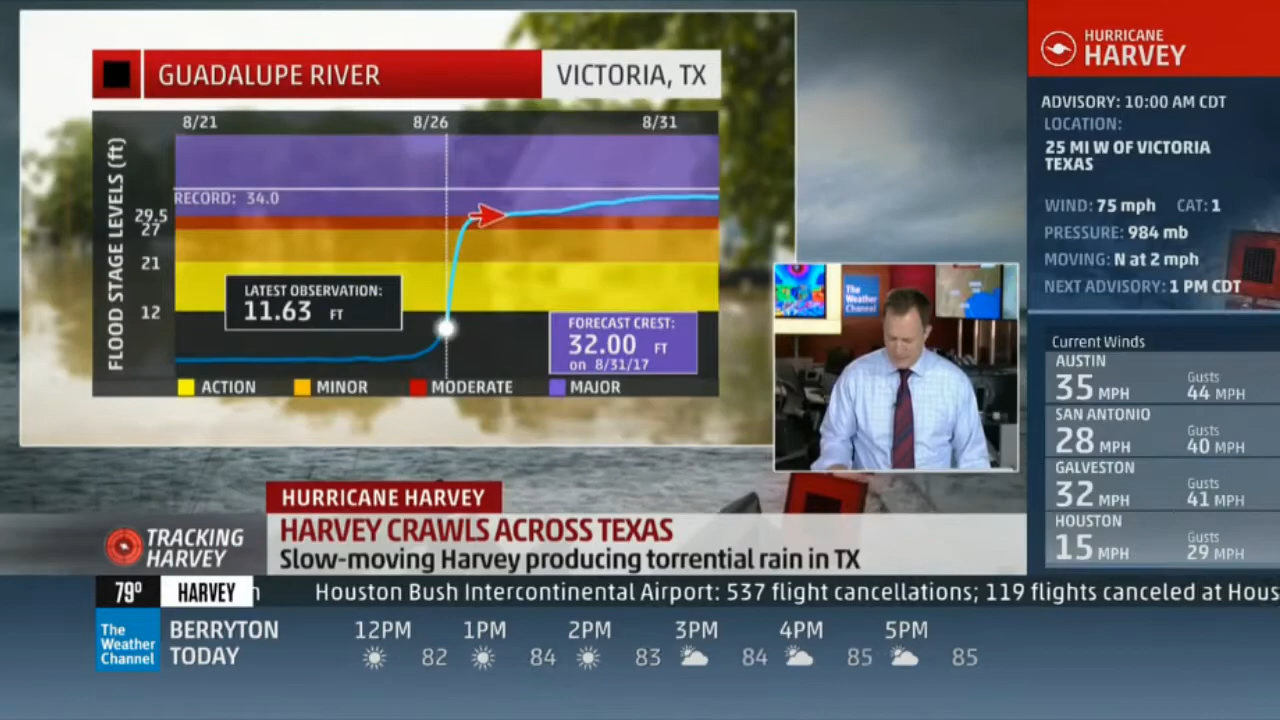 GUADALUPE RIVER
VICTORIA, TX
8/21 8/26 8/31
FLOOD STAGE LEVELS (ft)
RECORD: 34.0
29.5
27
21
12
LATEST OBSERVATION:
11.63 FT
FORECAST CREST:
32.00 FT
on 8/31/17
ACTION MINOR MODERATE MAJOR
HURRICANE
HARVEY
ADVISORY: 10:00 AM CDT
LOCATION:
25 MI W OF VICTORIA
TEXAS
WIND: 75 mph CAT: 1
PRESSURE: 984 mb
MOVING: N at 2 mph
NEXT ADVISORY: 1 PM CDT
Current Winds
AUSTIN
35 MPH Gusts 44 MPH
SAN ANTONIO
28 MPH Gusts 40 MPH
GALVESTON
32 MPH Gusts 41 MPH
HOUSTON
15 MPH Gusts 29 MPH
The
Weather
Channel
HURRICANE HARVEY
TRACKING
HARVEY
HARVEY CRAWLS ACROSS TEXAS
Slow-moving Harvey producing torrential rain in TX
79° HARVEY
Houston Bush Intercontinental Airport: 537 flight cancellations; 119 flights canceled at Hous
The
Weather
Channel
BERRYTON
TODAY
12PM 1PM 2PM 3PM 4PM 5PM
82 84 83 84 85 85